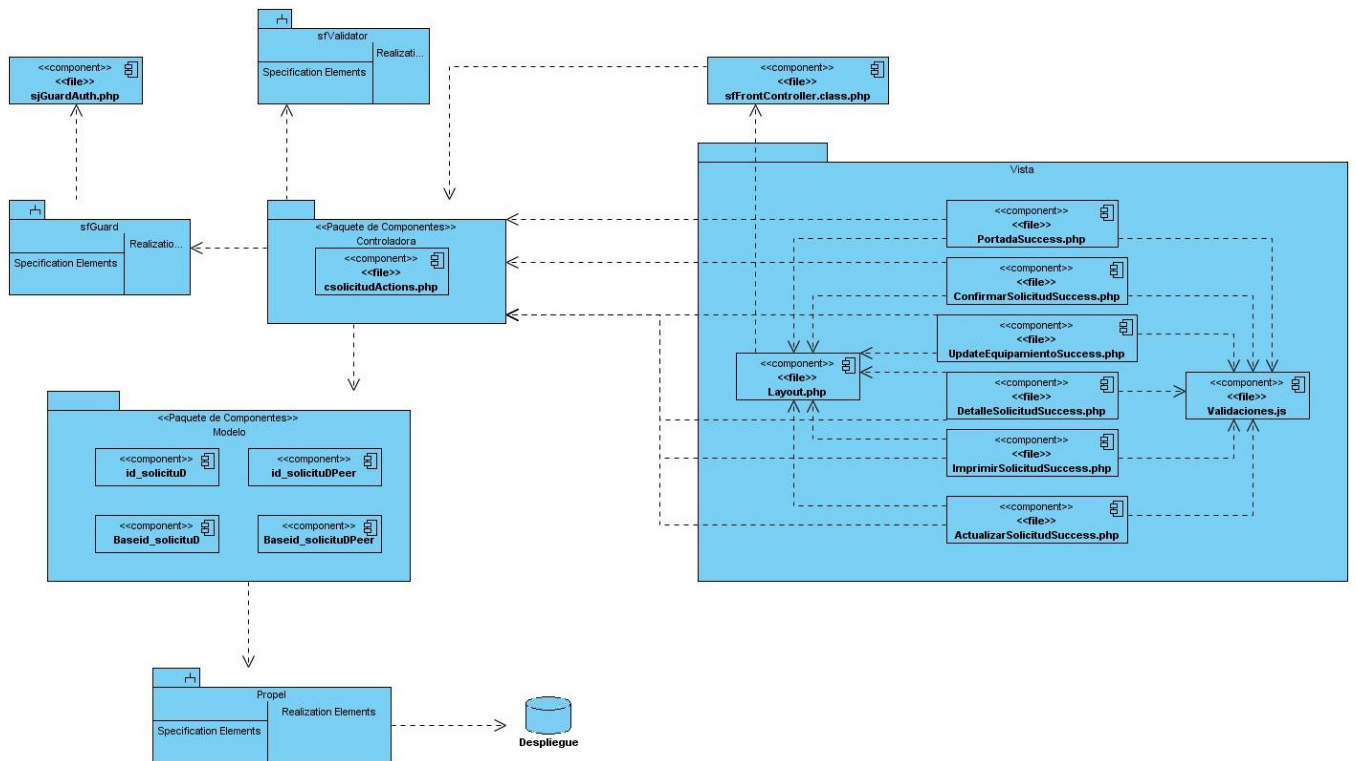 sfValidator
Realizati...
Specification Elements
<<component>>
<<file>>
sjGuardAuth.php
<<component>>
<<file>>
sfFrontController.class.php
sfGuard
Realizatio...
Specification Elements
<<Paquete de Componentes>>
Controladora
<<component>>
<<file>>
csolicitudActions.php
Vista
<<component>>
<<file>>
PortadaSuccess.php
<<component>>
<<file>>
ConfirmarSolicitudSuccess.php
<<component>>
<<file>>
UpdateEquipamientoSuccess.php
<<component>>
<<file>>
Layout.php
<<component>>
<<file>>
DetalleSolicitudSuccess.php
<<component>>
<<file>>
Validaciones.js
<<component>>
<<file>>
ImprimirSolicitudSuccess.php
<<component>>
<<file>>
ActualizarSolicitudSuccess.php
<<Paquete de Componentes>>
Modelo
<<component>>
id_solicituD
<<component>>
id_solicituDPeer
<<component>>
Baseid_solicituD
<<component>>
Baseid_solicituDPeer
Propel
Realization Elements
Specification Elements
Despliegue